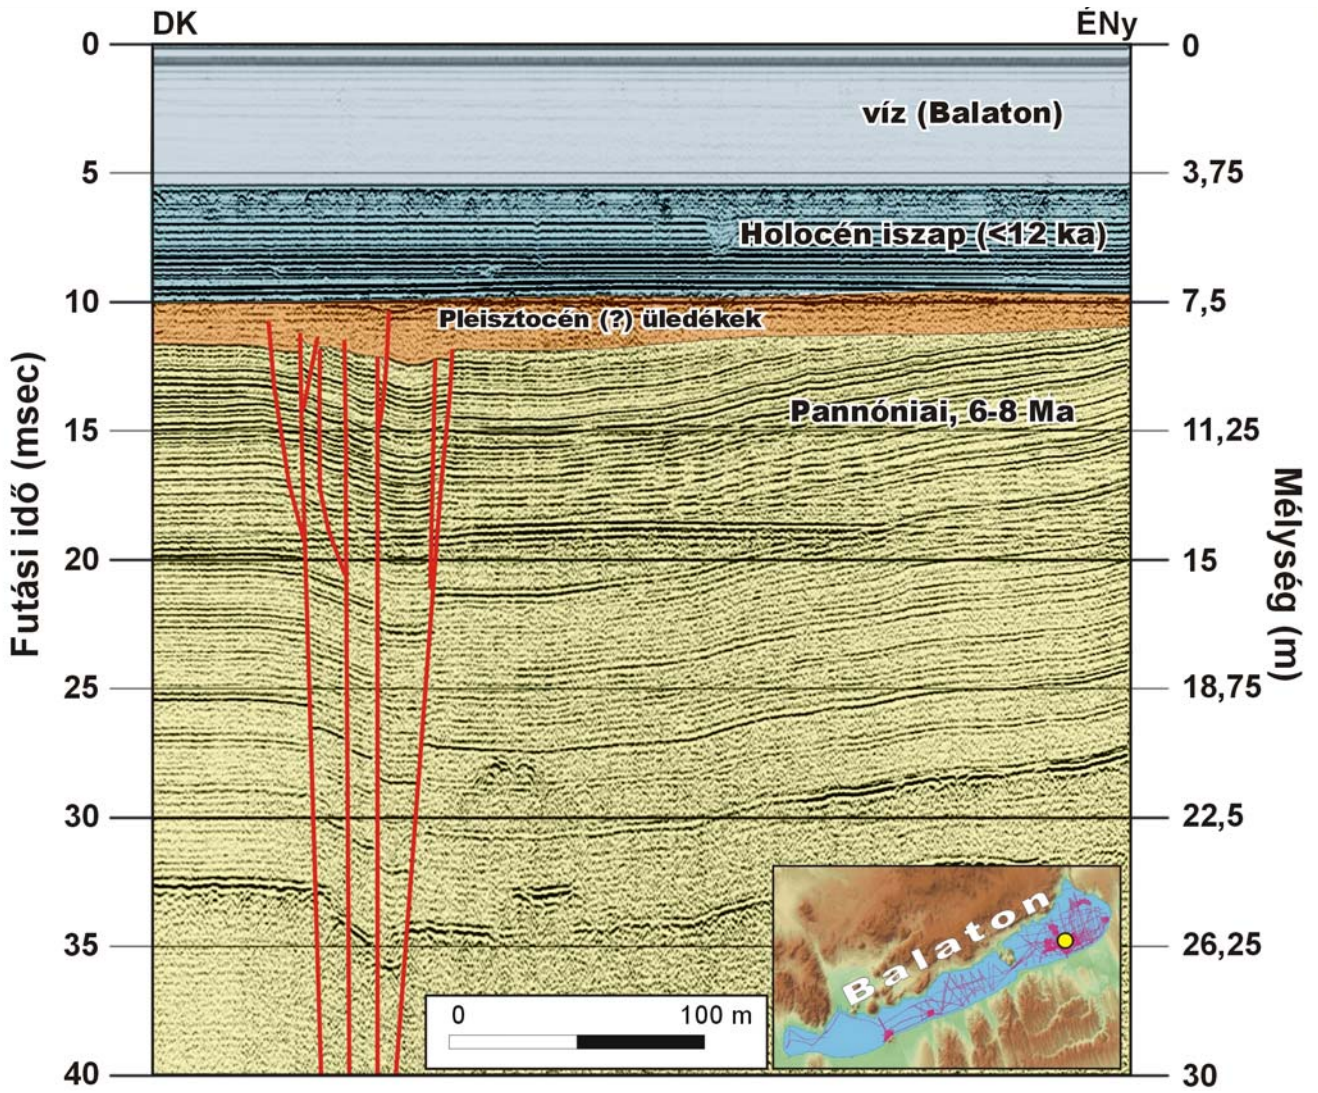 DK
ÉNy
0
0
víz (Balaton)
5
3,75
Holocén iszap (<12 ka)
10
7,5
Pleisztocén (?) üledékek
Pannóniai, 6-8 Ma
15
11,25
Futási idő (msec)
Mélység (m)
20
15
25
18,75
30
22,5
35
26,25
Balaton
0
100 m
40
30